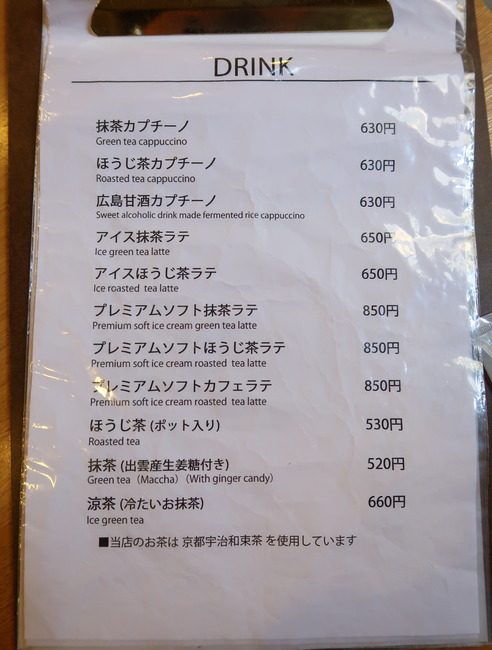 DRINK
抹茶カプチーノ 630円
Green tea cappuccino
ほうじ茶カプチーノ 630円
Roasted tea cappuccino
広島甘酒カプチーノ 630円
Sweet alcoholic drink made fermented rice cappuccino
アイス抹茶ラテ 650円
Ice green tea latte
アイスほうじ茶ラテ 650円
Ice roasted tea latte
プレミアムソフト抹茶ラテ 850円
Premium soft ice cream green tea latte
プレミアムソフトほうじ茶ラテ 850円
Premium soft ice cream roasted tea latte
プレミアムソフトカフェラテ 850円
Premium soft ice cream roasted tea latte
ほうじ茶 (ポット入り) 530円
Roasted tea
抹茶 (出雲産生姜糖付き) 520円
Green tea（Maccha）（With ginger candy）
涼茶 (冷たいお抹茶) 660円
Ice green tea
■当店のお茶は 京都宇治和束茶 を使用しています